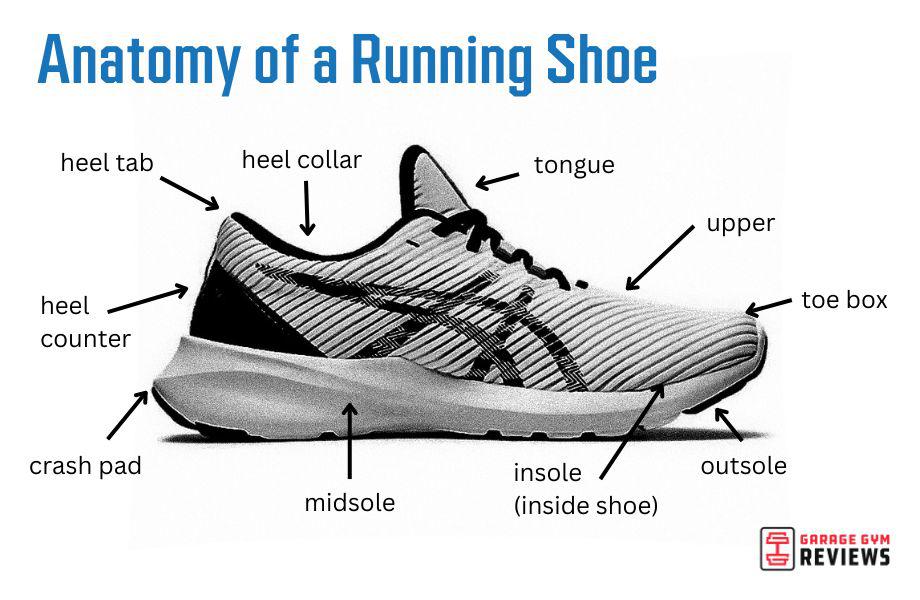 Anatomy of a Running Shoe
heel tab
heel collar
tongue
upper
toe box
heel
counter
crash pad
midsole
insole
(inside shoe)
outsole
GARAGE GYM
REVIEWS